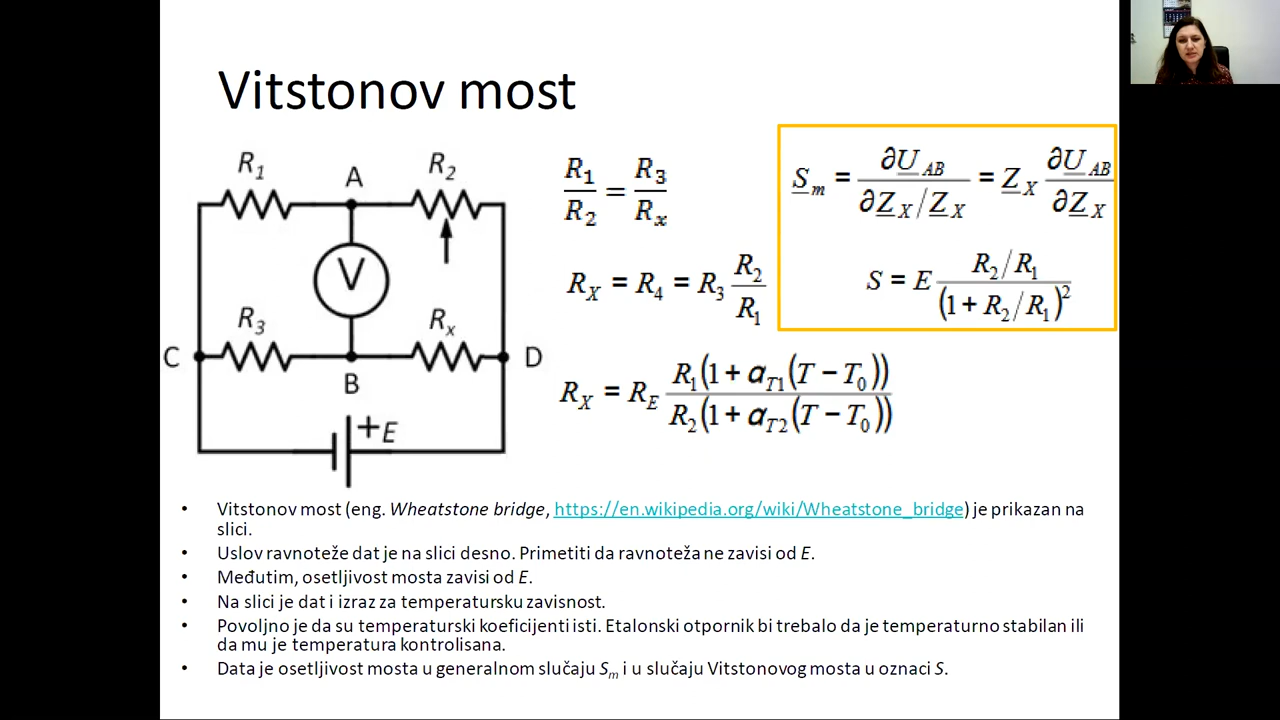 Vitstonov most
R1
A
R2
V
R3
Rx
C
B
D
+E
R1/R2 = R3/Rx
RX = R4 = R3 R2/R1
RX = RE R1(1 + αT1(T − T0))/R2(1 + αT2(T − T0))
Sm = ∂UAB/∂ZX/ZX = ZX ∂UAB/∂ZX
S = E R2/R1/(1 + R2/R1)²
• Vitstonov most (eng. Wheatstone bridge, https://en.wikipedia.org/wiki/Wheatstone_bridge) je prikazan na
slici.
• Uslov ravnoteže dat je na slici desno. Primetiti da ravnoteža ne zavisi od E.
• Međutim, osetljivost mosta zavisi od E.
• Na slici je dat i izraz za temperatursku zavisnost.
• Povoljno je da su temperaturski koeficijenti isti. Etalonski otpornik bi trebalo da je temperaturno stabilan ili
da mu je temperatura kontrolisana.
• Data je osetljivost mosta u generalnom slučaju Sm i u slučaju Vitstonovog mosta u oznaci S.